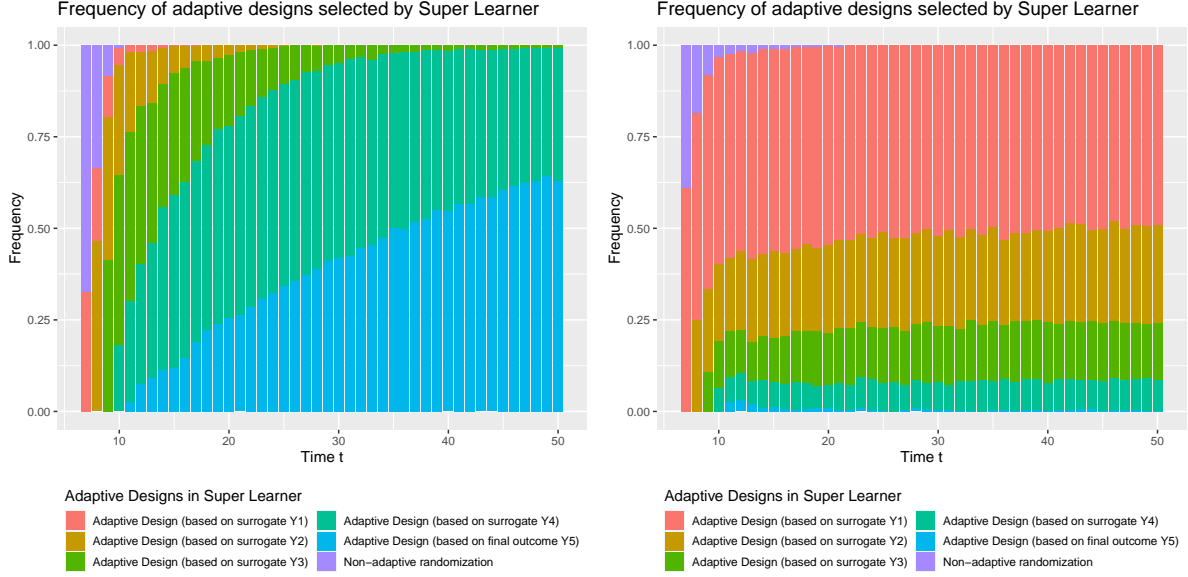 Frequency of adaptive designs selected by Super Learner
1.00
0.75
0.50
0.25
0.00
Frequency
10
20
30
40
50
Time t
Adaptive Designs in Super Learner
Adaptive Design (based on surrogate Y1)
Adaptive Design (based on surrogate Y2)
Adaptive Design (based on surrogate Y3)
Adaptive Design (based on surrogate Y4)
Adaptive Design (based on final outcome Y5)
Non−adaptive randomization
Frequency of adaptive designs selected by Super Learner
1.00
0.75
0.50
0.25
0.00
Frequency
10
20
30
40
50
Time t
Adaptive Designs in Super Learner
Adaptive Design (based on surrogate Y1)
Adaptive Design (based on surrogate Y2)
Adaptive Design (based on surrogate Y3)
Adaptive Design (based on surrogate Y4)
Adaptive Design (based on final outcome Y5)
Non−adaptive randomization